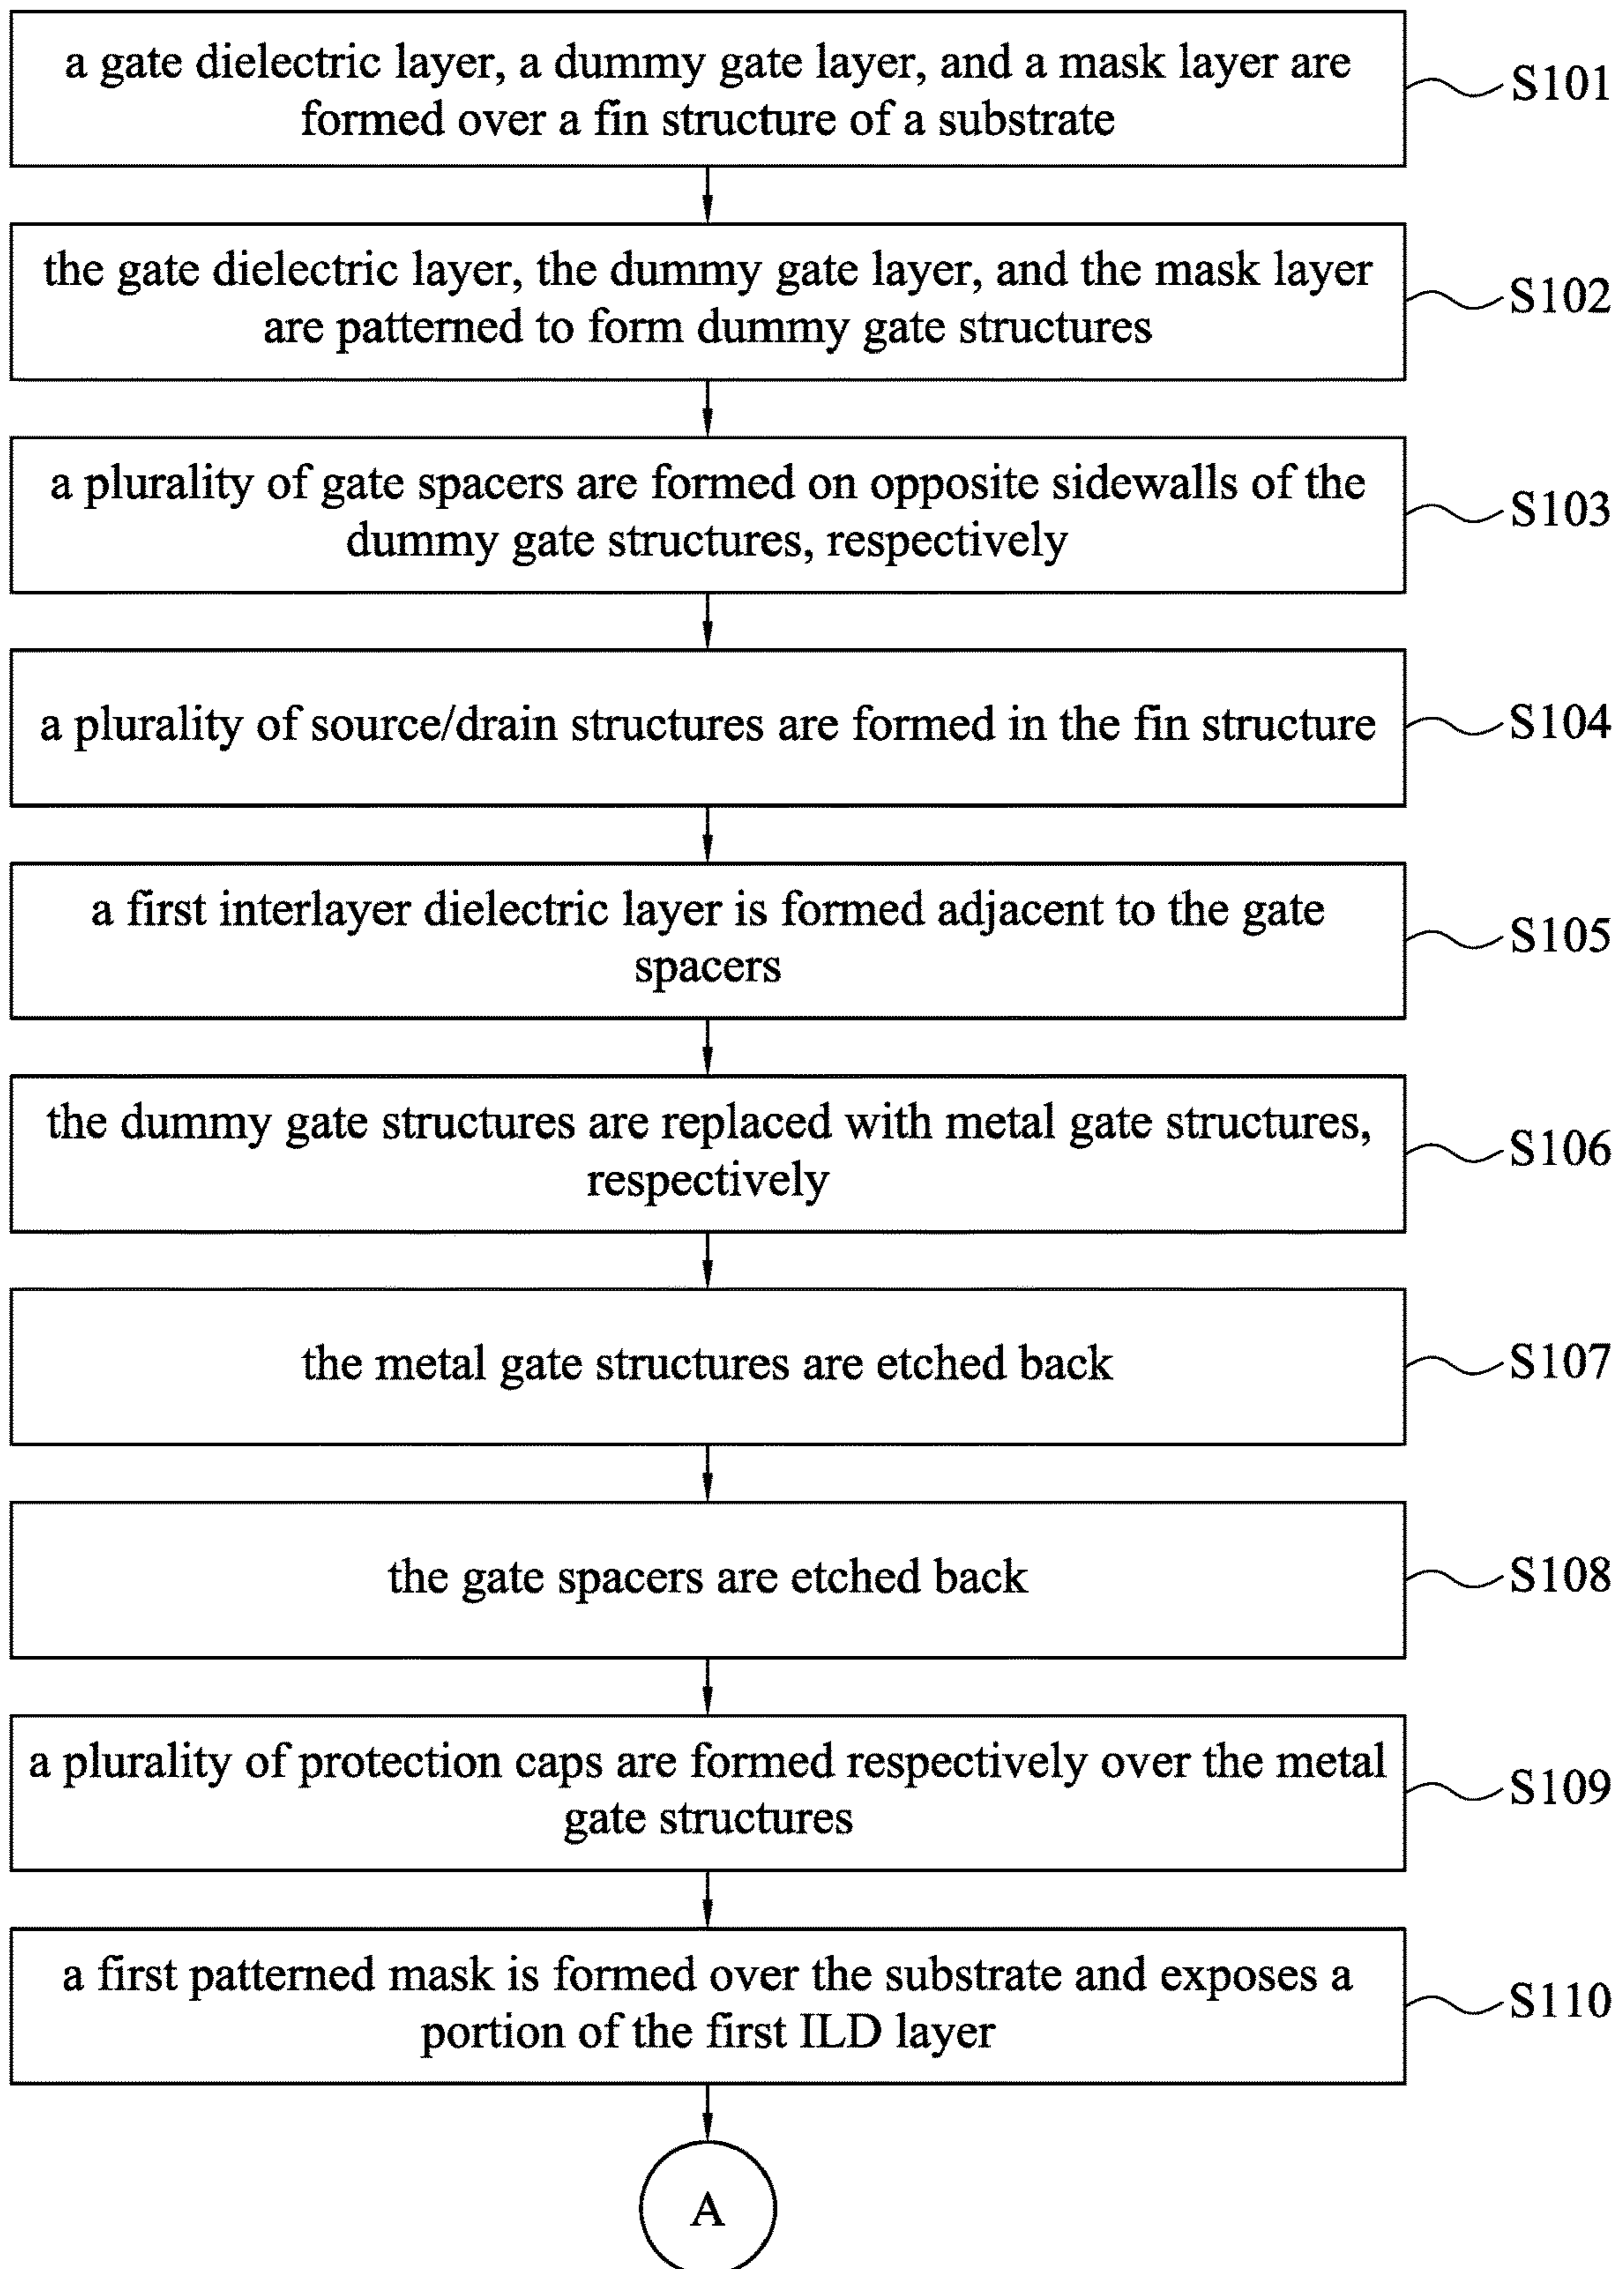 a gate dielectric layer, a dummy gate layer, and a mask layer are
formed over a fin structure of a substrate
S101
the gate dielectric layer, the dummy gate layer, and the mask layer
are patterned to form dummy gate structures
S102
a plurality of gate spacers are formed on opposite sidewalls of the
dummy gate structures, respectively
S103
a plurality of source/drain structures are formed in the fin structure
S104
a first interlayer dielectric layer is formed adjacent to the gate
spacers
S105
the dummy gate structures are replaced with metal gate structures,
respectively
S106
the metal gate structures are etched back
S107
the gate spacers are etched back
S108
a plurality of protection caps are formed respectively over the metal
gate structures
S109
a first patterned mask is formed over the substrate and exposes a
portion of the first ILD layer
S110
A